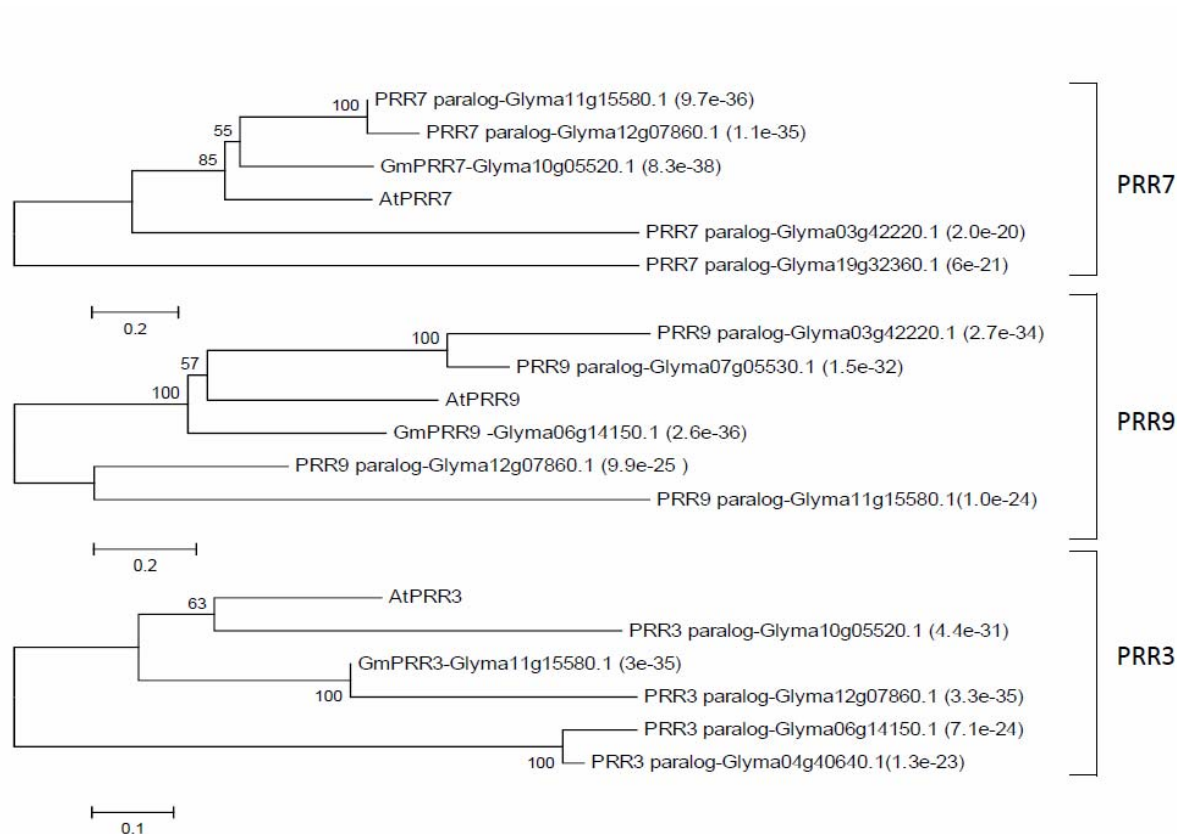 100 PRR7 paralog-Glyma11g15580.1 (9.7e-36)
55 PRR7 paralog-Glyma12g07860.1 (1.1e-35)
85 GmPRR7-Glyma10g05520.1 (8.3e-38)
AtPRR7
PRR7
PRR7 paralog-Glyma03g42220.1 (2.0e-20)
PRR7 paralog-Glyma19g32360.1 (6e-21)
0.2
100 PRR9 paralog-Glyma03g42220.1 (2.7e-34)
57 PRR9 paralog-Glyma07g05530.1 (1.5e-32)
100 AtPRR9
PRR9
GmPRR9 -Glyma06g14150.1 (2.6e-36)
PRR9 paralog-Glyma12g07860.1 (9.9e-25 )
PRR9 paralog-Glyma11g15580.1(1.0e-24)
0.2
63 AtPRR3
PRR3 paralog-Glyma10g05520.1 (4.4e-31)
PRR3
GmPRR3-Glyma11g15580.1 (3e-35)
100 PRR3 paralog-Glyma12g07860.1 (3.3e-35)
PRR3 paralog-Glyma06g14150.1 (7.1e-24)
100 PRR3 paralog-Glyma04g40640.1(1.3e-23)
0.1